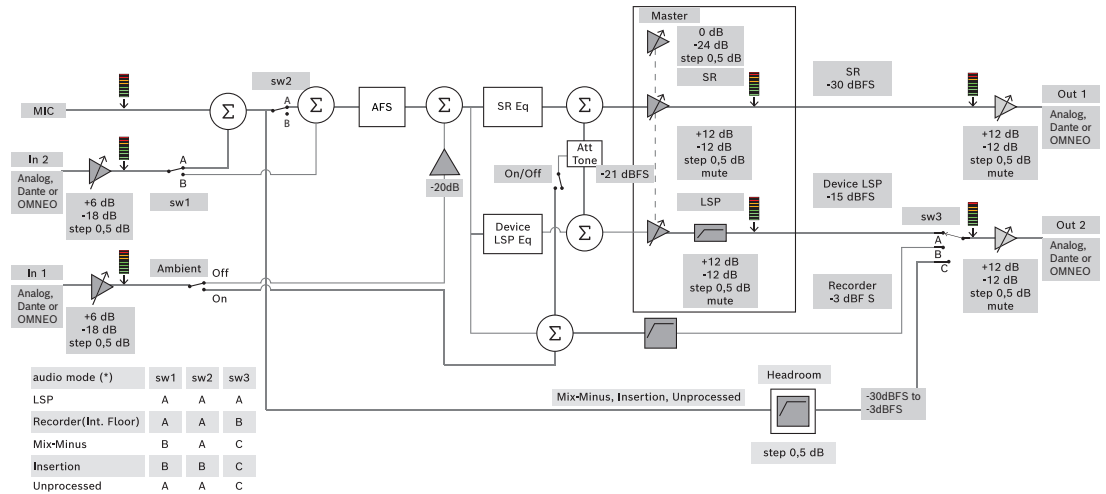 Master
0 dB
-24 dB
step 0,5 dB
sw2
SR
SR
-30 dBFS
A
B
MIC
Σ
Σ
AFS
Σ
SR Eq
Σ
Out 1
Analog,
Dante or
OMNEO
+12 dB
-12 dB
step 0,5 dB
mute
+12 dB
-12 dB
step 0,5 dB
mute
In 2
Analog,
Dante or
OMNEO
+6 dB
-18 dB
step 0,5 dB
A
B
sw1
-20dB
On/Off
Att
Tone
-21 dBFS
Device LSP
-15 dBFS
LSP
sw3
Device
LSP Eq
Σ
A
B
C
Out 2
Analog,
Dante or
OMNEO
+12 dB
-12 dB
step 0,5 dB
mute
+12 dB
-12 dB
step 0,5 dB
mute
In 1
Analog,
Dante or
OMNEO
+6 dB
-18 dB
step 0,5 dB
Ambient
Off
On
Recorder
-3 dBF S
Σ
audio mode (*) sw1 sw2 sw3
LSP A A A
Recorder(Int. Floor) A A B
Mix-Minus B A C
Insertion B B C
Unprocessed A A C
Mix-Minus, Insertion, Unprocessed
Headroom
step 0,5 dB
-30dBFS to
-3dBFS